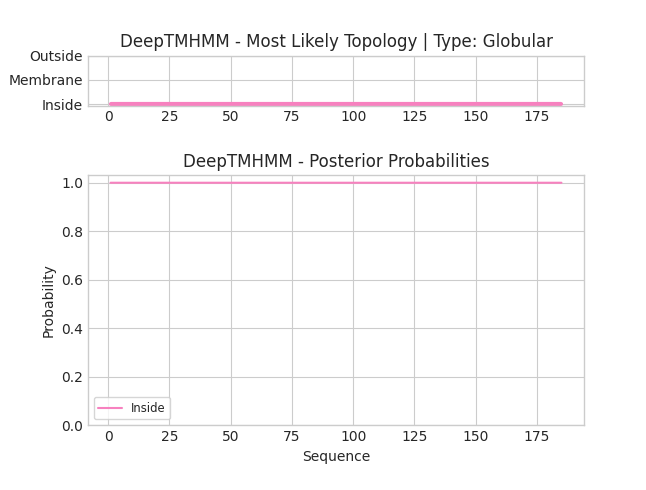 DeepTMHMM - Most Likely Topology | Type: Globular
Outside
Membrane
Inside
0 25 50 75 100 125 150 175
DeepTMHMM - Posterior Probabilities
1.0
0.8
0.6
0.4
0.2
0.0
Probability
Inside
0 25 50 75 100 125 150 175
Sequence